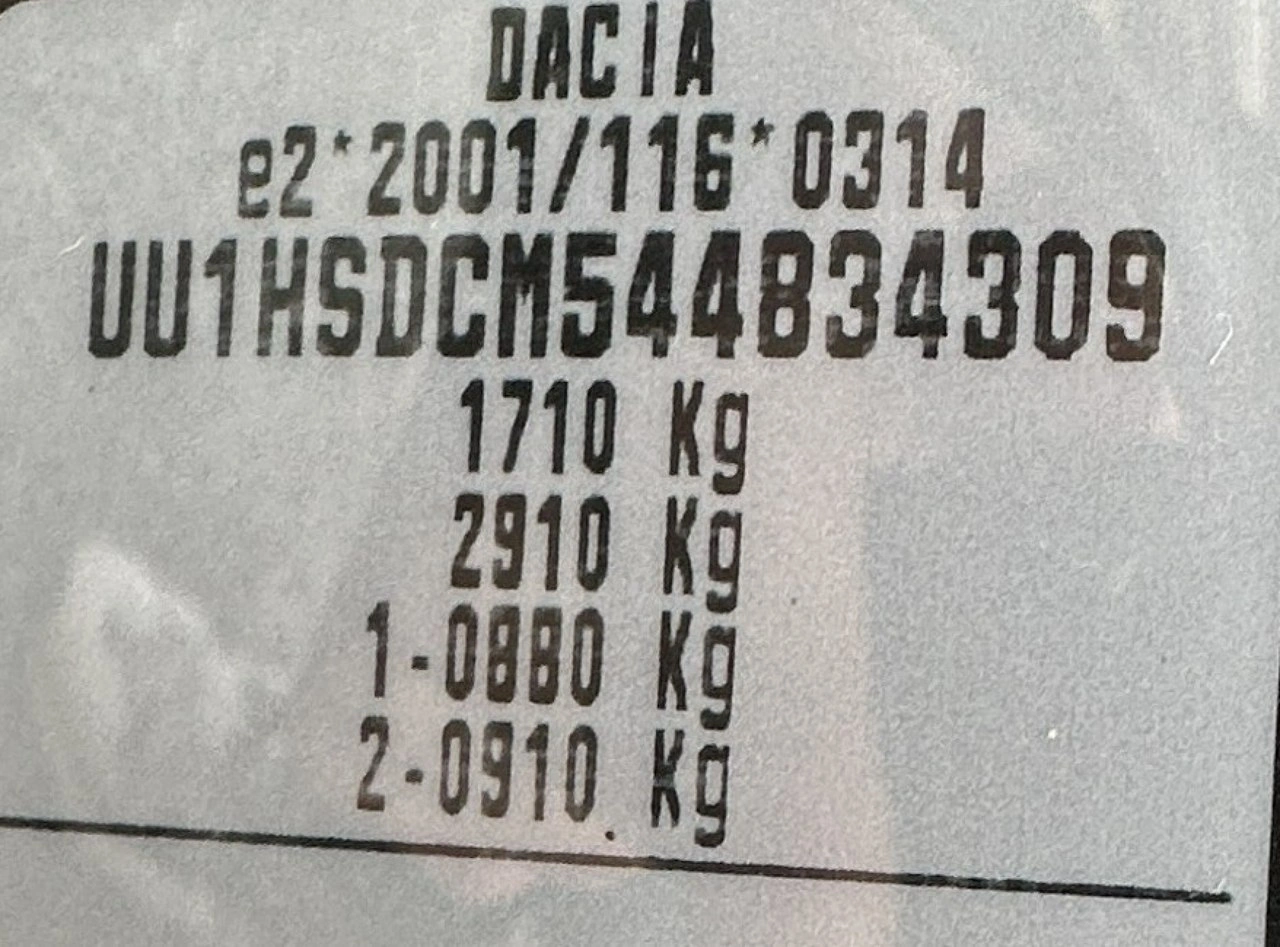 DACIA
e2*2001/116*0314
UU1HSDCM544834309
1710 Kg
2910 Kg
1-0880 Kg
2-0910 Kg